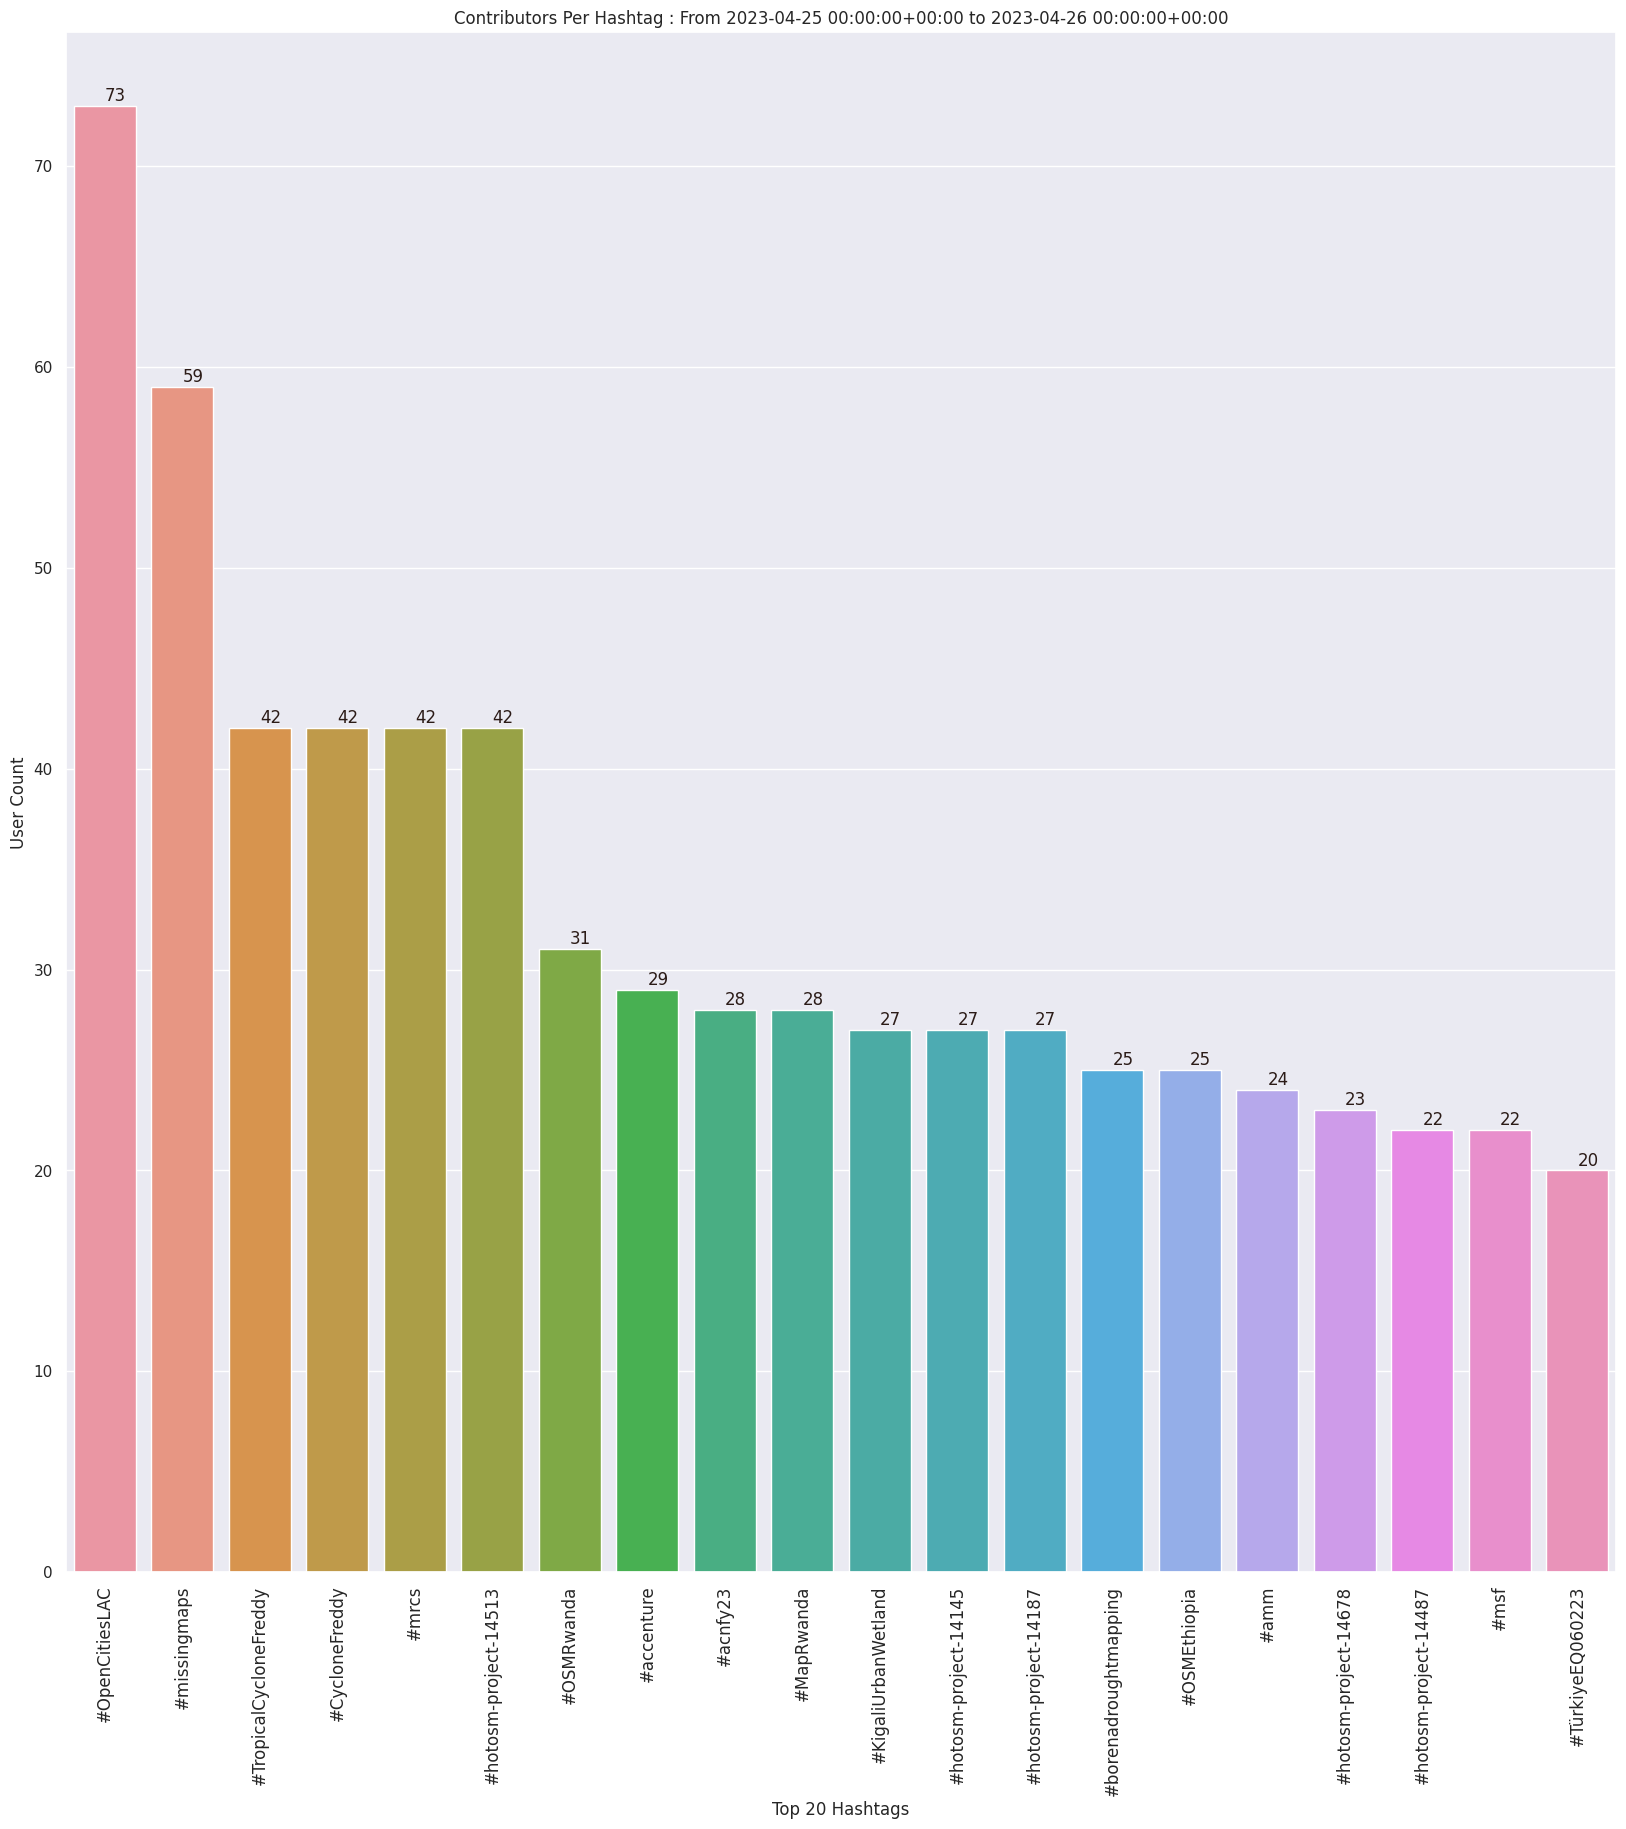 Contributors Per Hashtag : From 2023-04-25 00:00:00+00:00 to 2023-04-26 00:00:00+00:00
User Count
70
60
50
40
30
20
10
0
73
59
42
42
42
42
31
29
28
28
27
27
27
25
25
24
23
22
22
20
#OpenCitiesLAC
#missingmaps
#TropicalCycloneFreddy
#CycloneFreddy
#mrcs
#hotosm-project-14513
#OSMRwanda
#accenture
#acnfy23
#MapRwanda
#KigaliUrbanWetland
#hotosm-project-14145
#hotosm-project-14187
#borenadroughtmapping
#OSMEthiopia
#amm
#hotosm-project-14678
#hotosm-project-14487
#msf
#TürkiyeEQ060223
Top 20 Hashtags